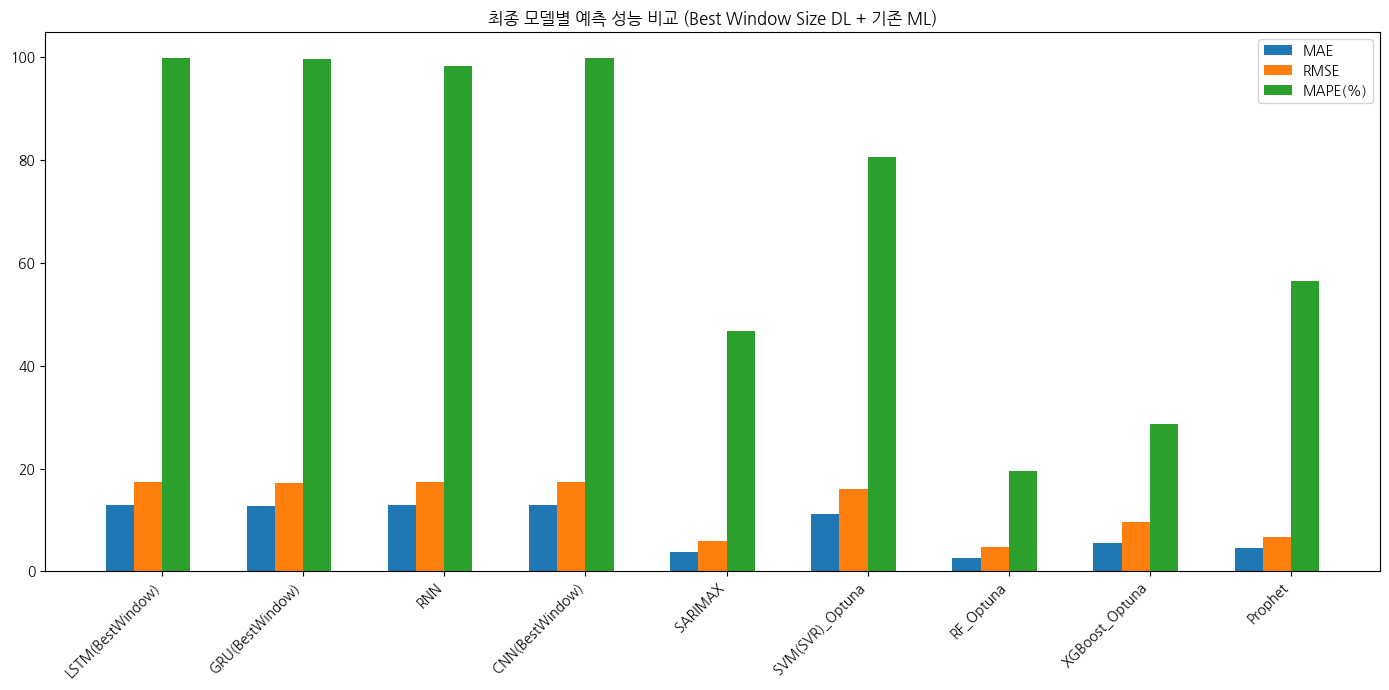 최종 모델별 예측 성능 비교 (Best Window Size DL + 기존 ML)
MAE
RMSE
MAPE(%)
100
80
60
40
20
0
LSTM(BestWindow)
GRU(BestWindow)
RNN
CNN(BestWindow)
SARIMAX
SVM(SVR)_Optuna
RF_Optuna
XGBoost_Optuna
Prophet